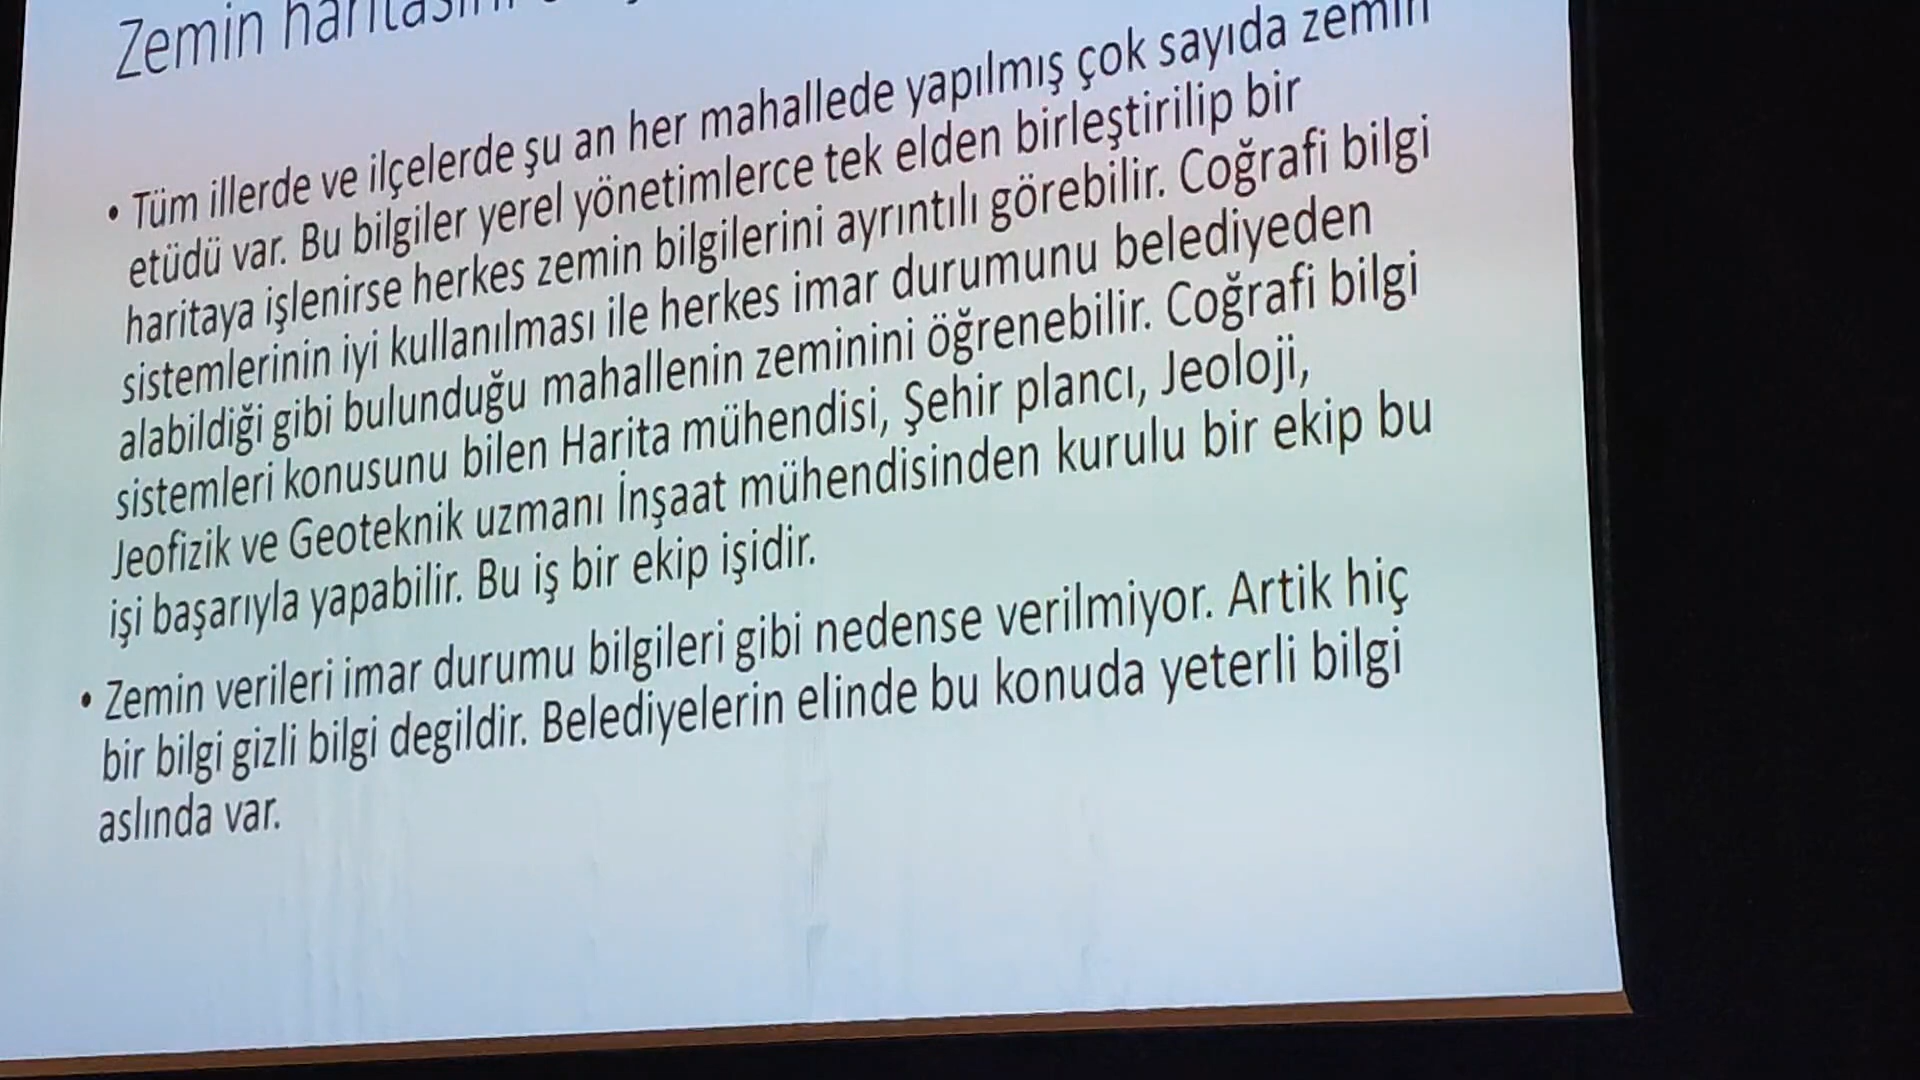 Zemin haritasını
• Tüm illerde ve ilçelerde şu an her mahallede yapılmış çok sayıda zemin
etüdü var. Bu bilgiler yerel yönetimlerce tek elden birleştirilip bir
haritaya işlenirse herkes zemin bilgilerini ayrıntılı görebilir. Coğrafi bilgi
sistemlerinin iyi kullanılması ile herkes imar durumunu belediyeden
alabildiği gibi bulunduğu mahallenin zeminini öğrenebilir. Coğrafi bilgi
sistemleri konusunu bilen Harita mühendisi, Şehir plancı, Jeoloji,
Jeofizik ve Geoteknik uzmanı İnşaat mühendisinden kurulu bir ekip bu
işi başarıyla yapabilir. Bu iş bir ekip işidir.
• Zemin verileri imar durumu bilgileri gibi nedense verilmiyor. Artik hiç
bir bilgi gizli bilgi degildir. Belediyelerin elinde bu konuda yeterli bilgi
aslında var.